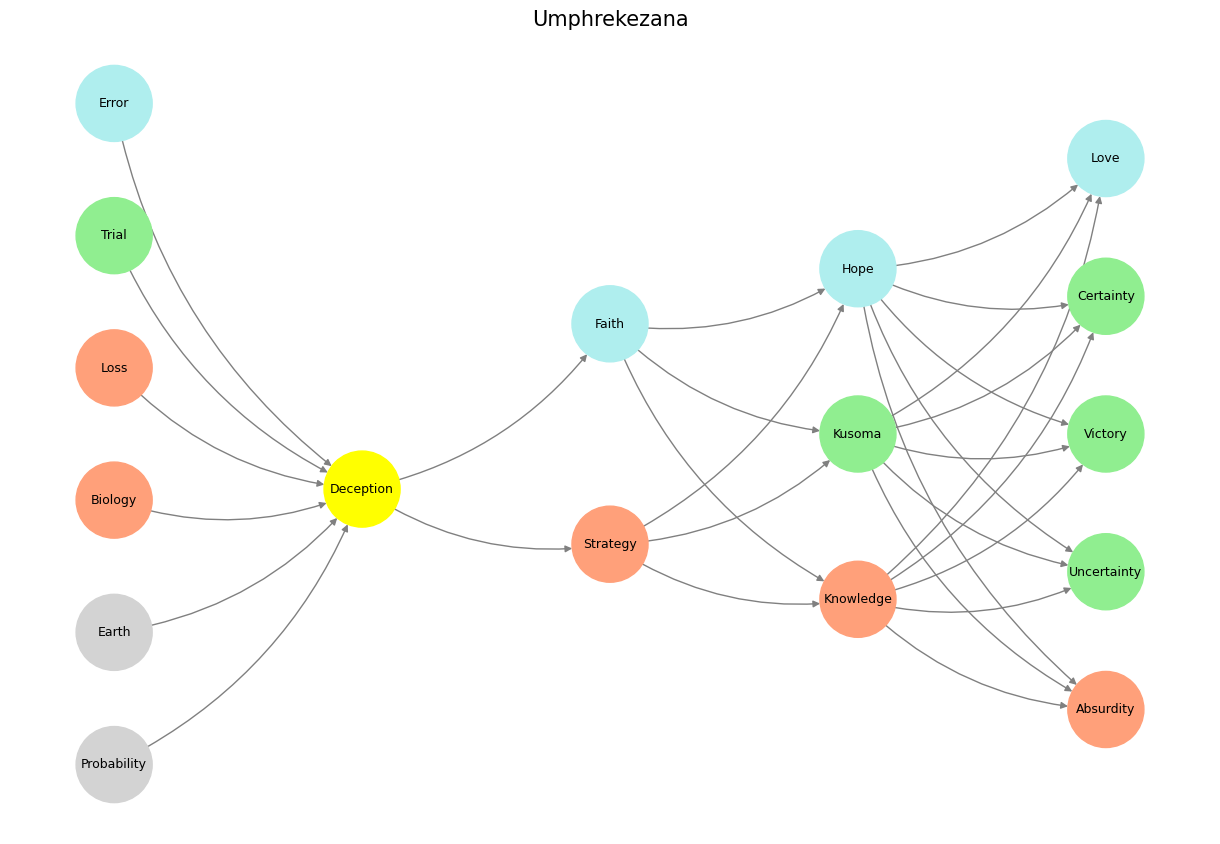 Umphrekezana
Error
Trial
Loss
Biology
Earth
Probability
Deception
Faith
Strategy
Hope
Kusoma
Knowledge
Love
Certainty
Victory
Uncertainty
Absurdity